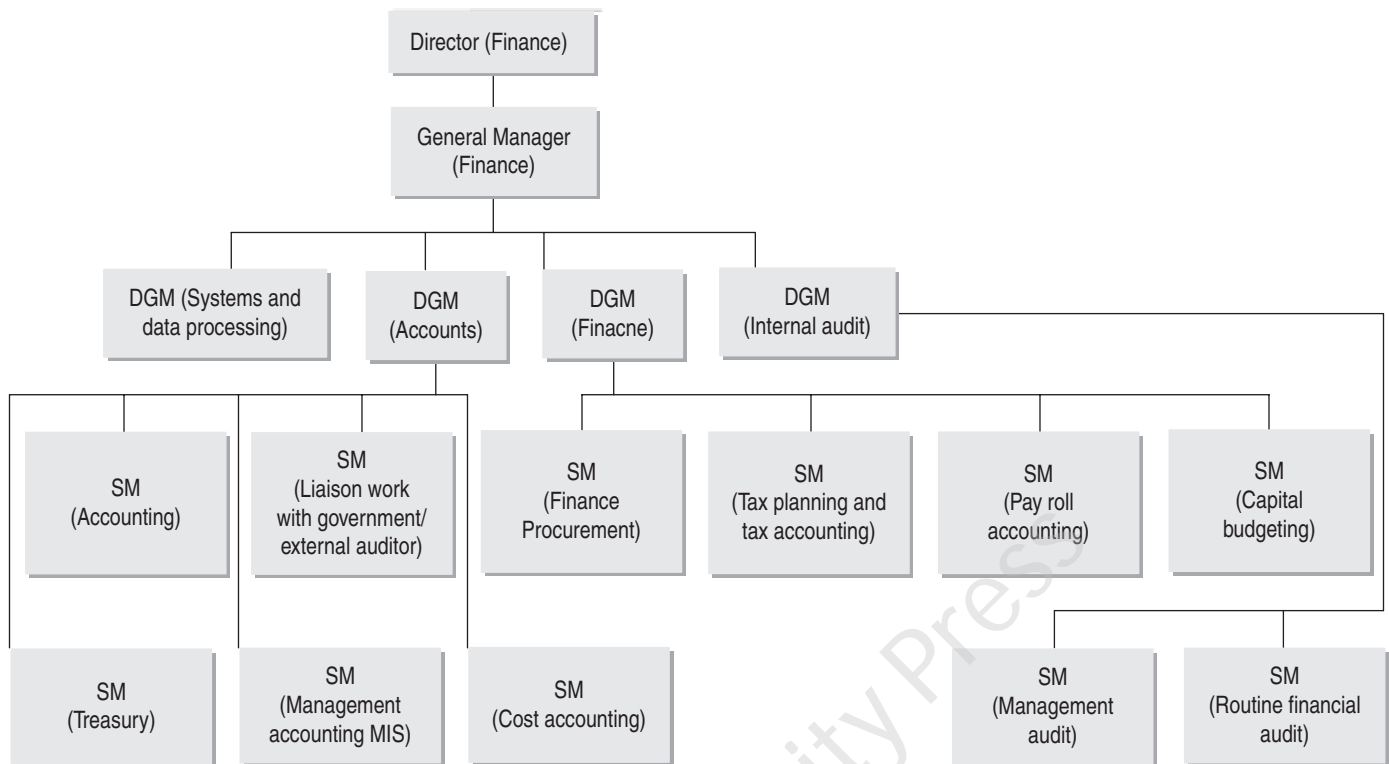 Director (Finance)
General Manager
(Finance)
DGM (Systems and
data processing)
DGM
(Accounts)
DGM
(Finacne)
DGM
(Internal audit)
SM
(Accounting)
SM
(Liaison work
with government/
external auditor)
SM
(Finance
Procurement)
SM
(Tax planning and
tax accounting)
SM
(Pay roll
accounting)
SM
(Capital
budgeting)
SM
(Treasury)
SM
(Management
accounting MIS)
SM
(Cost accounting)
SM
(Management
audit)
SM
(Routine financial
audit)
ity Press